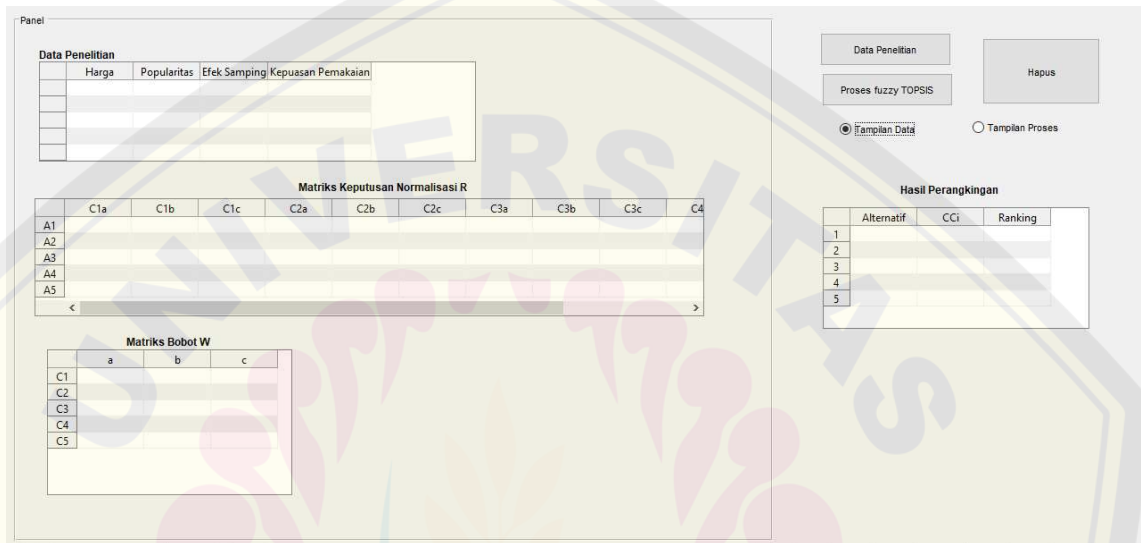 Panel
Data Penelitian
Harga Popularitas Efek Samping Kepuasan Pemakaian
Matriks Keputusan Normalisasi R
C1a C1b C1c C2a C2b C2c C3a C3b C3c C4
A1
A2
A3
A4
A5
Matriks Bobot W
a b c
C1
C2
C3
C4
C5
Data Penelitian
Hapus
Proses fuzzy TOPSIS
Tampilan Data Tampilan Proses
Hasil Perangkingan
Alternatif CCi Ranking
1
2
3
4
5
UNIVERSITAS